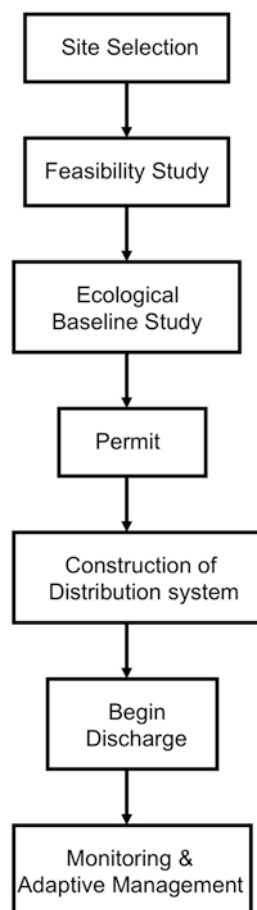 Site Selection
Feasibility Study
Ecological
Baseline Study
Permit
Construction of
Distribution system
Begin
Discharge
Monitoring &
Adaptive Management